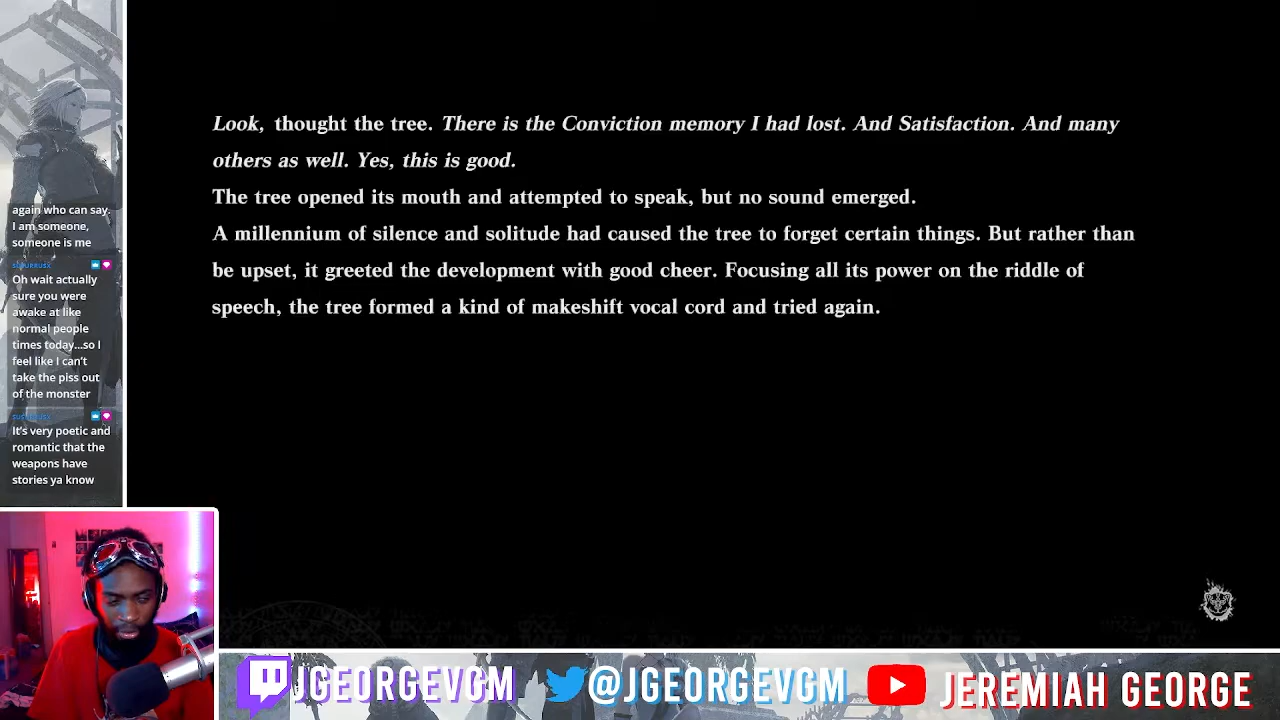 Look, thought the tree. There is the Conviction memory I had lost. And Satisfaction. And many
others as well. Yes, this is good.
The tree opened its mouth and attempted to speak, but no sound emerged.
A millennium of silence and solitude had caused the tree to forget certain things. But rather than
be upset, it greeted the development with good cheer. Focusing all its power on the riddle of
speech, the tree formed a kind of makeshift vocal cord and tried again.
again who can say.
I am someone,
someone is me
Oh wait actually
sure you were
awake at like
normal people
times today...so I
feel like I can't
take the piss out
of the monster
It's very poetic and
romantic that the
weapons have
stories ya know
JGEORGEVGM
@JGEORGEVGM
JEREMIAH GEORGE